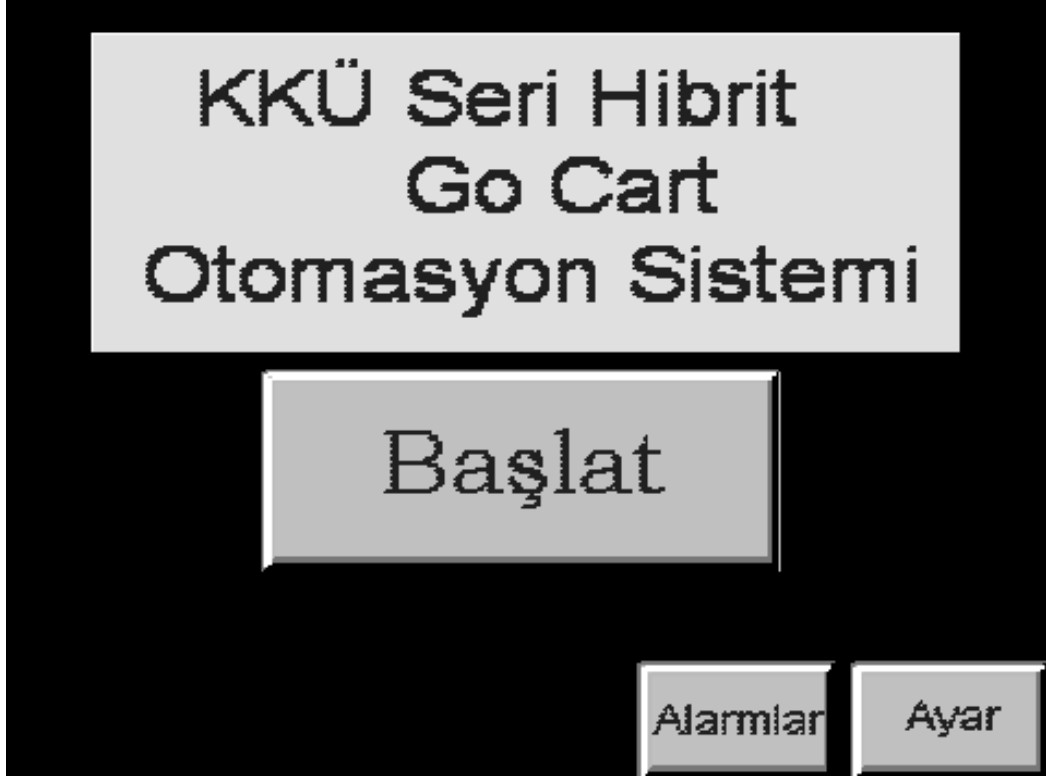 KKÜ Seri Hibrit
Go Cart
Otomasyon Sistemi
Başlat
Alarmlar
Ayar